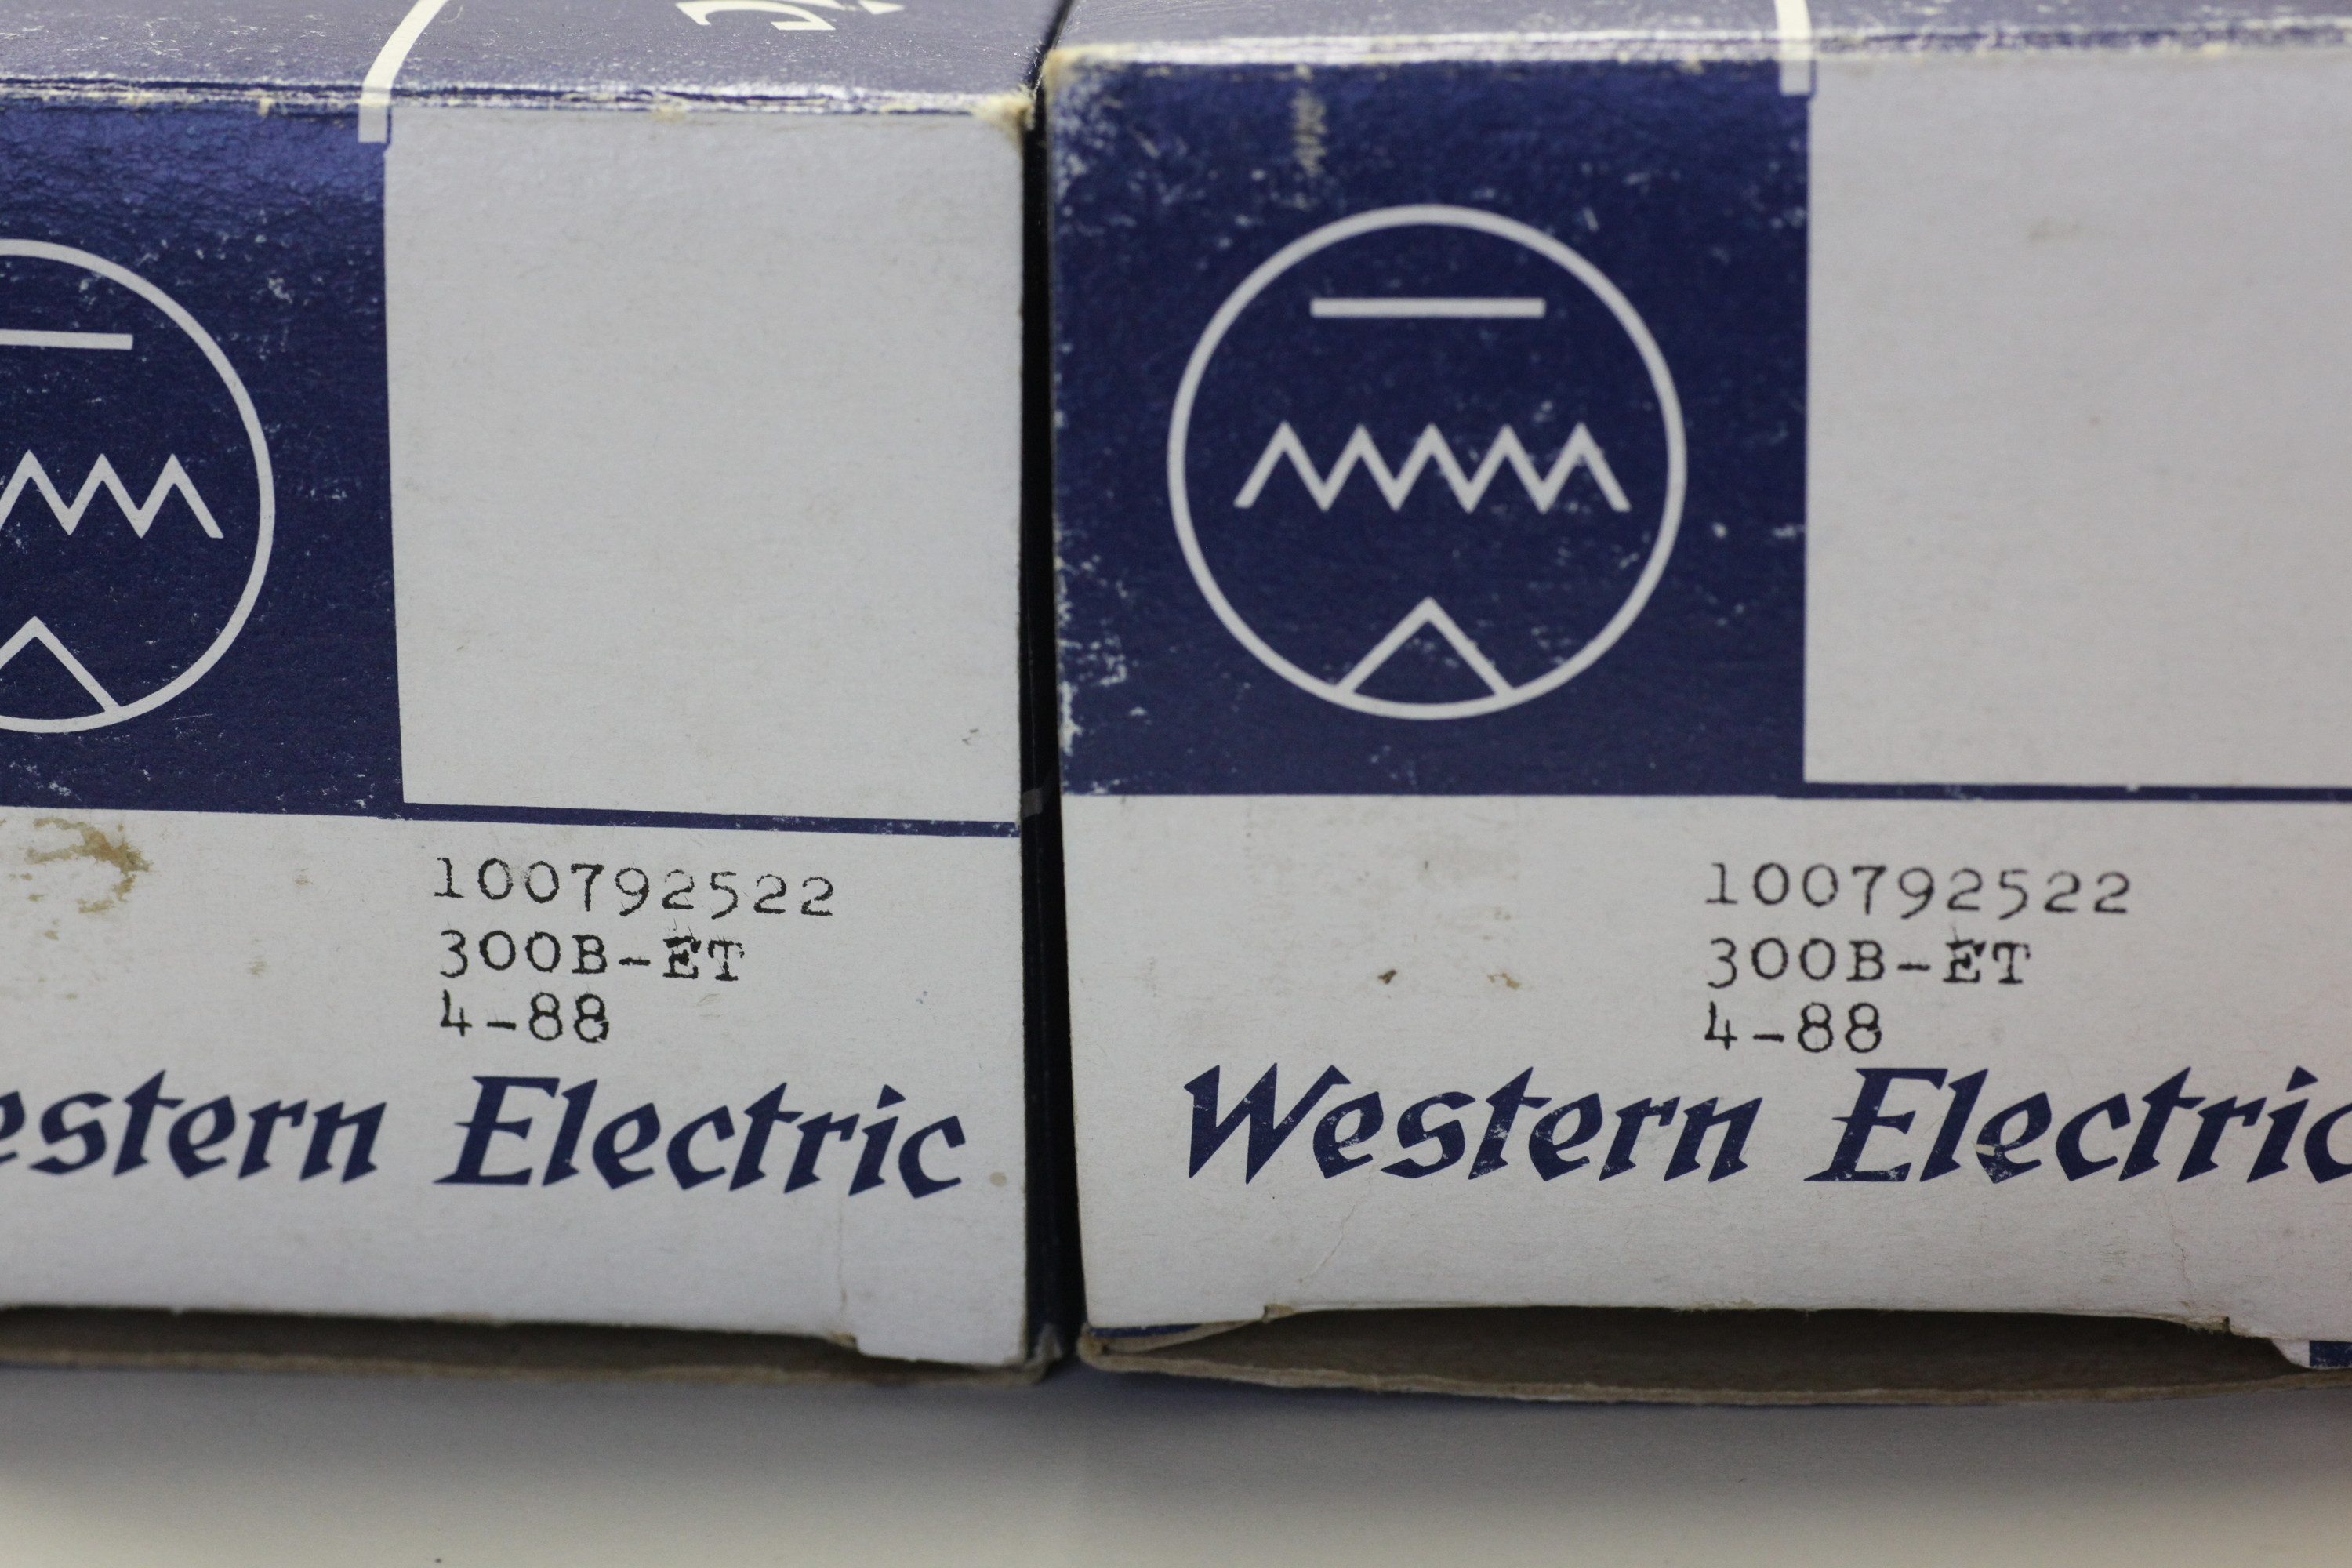 100792522
300B-ET
4-88
estern Electric
100792522
300B-ET
4-88
Western Electric